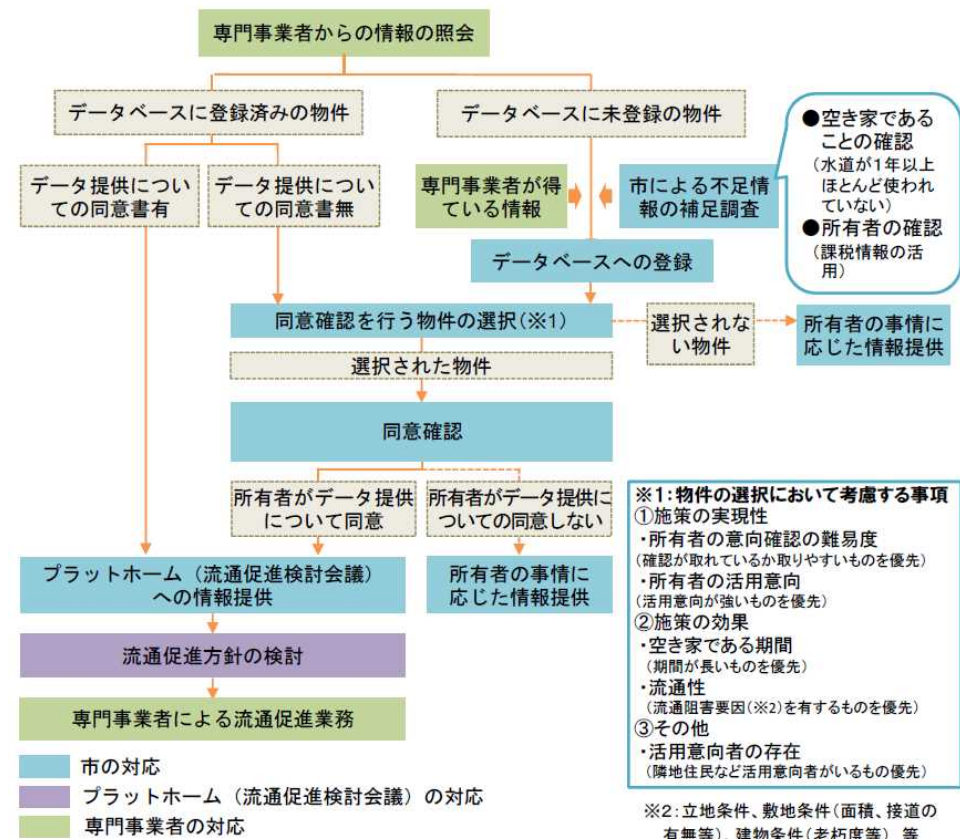 専門事業者からの情報の照会
データベースに登録済みの物件
データベースに未登録の物件
●空き家である
ことの確認
(水道が1年以上
ほとんど使われ
ていない)
●所有者の確認
(課税情報の活
用)
データ提供につい
ての同意書有
データ提供につい
ての同意書無
専門事業者が得
ている情報
市による不足情
報の補足調査
データベースへの登録
同意確認を行う物件の選択(※1)
選択されな
い物件
所有者の事情に
応じた情報提供
選択された物件
同意確認
所有者がデータ提供
について同意
所有者がデータ提供に
ついての同意しない
プラットホーム(流通促進検討会議)
への情報提供
所有者の事情に
応じた情報提供
流通促進方針の検討
専門事業者による流通促進業務
市の対応
プラットホーム(流通促進検討会議)の対応
専門事業者の対応
※1:物件の選択において考慮する事項
①施策の実現性
・所有者の意向確認の難易度
(確認が取れているか取りやすいものを優先)
・所有者の活用意向
(活用意向が強いものを優先)
②施策の効果
・空き家である期間
(期間が長いものを優先)
・流通性
(流通阻害要因(※2)を有するものを優先)
③その他
・活用意向者の存在
(隣地住民など活用意向者がいるもの優先)
※2:立地条件、敷地条件(面積、接道の
有無等)、建物条件(老朽度等) 等